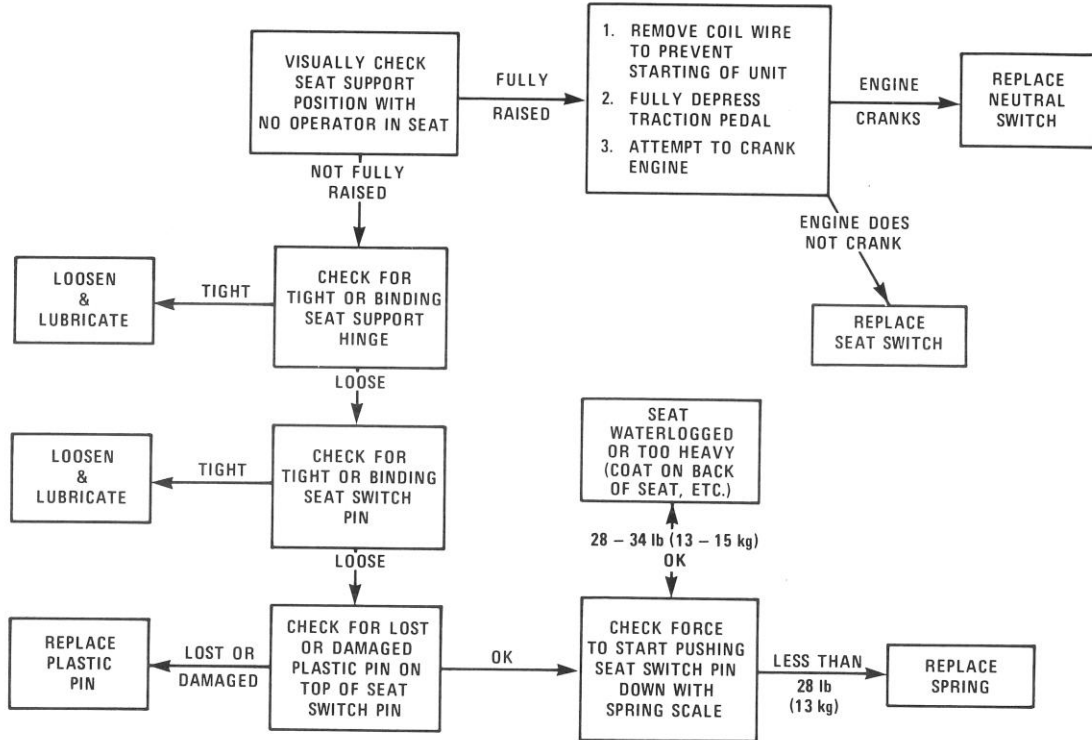 VISUALLY CHECK
SEAT SUPPORT
POSITION WITH
NO OPERATOR IN SEAT
FULLY
RAISED
1. REMOVE COIL WIRE
TO PREVENT
STARTING OF UNIT
2. FULLY DEPRESS
TRACTION PEDAL
3. ATTEMPT TO CRANK
ENGINE
ENGINE
CRANKS
REPLACE
NEUTRAL
SWITCH
NOT FULLY
RAISED
ENGINE DOES
NOT CRANK
REPLACE
SEAT SWITCH
CHECK FOR
TIGHT OR BINDING
SEAT SUPPORT
HINGE
TIGHT
LOOSEN
&
LUBRICATE
LOOSE
CHECK FOR
TIGHT OR BINDING
SEAT SWITCH
PIN
TIGHT
LOOSEN
&
LUBRICATE
LOOSE
CHECK FOR LOST
OR DAMAGED
PLASTIC PIN ON
TOP OF SEAT
SWITCH PIN
LOST OR
DAMAGED
REPLACE
PLASTIC
PIN
OK
CHECK FORCE
TO START PUSHING
SEAT SWITCH PIN
DOWN WITH
SPRING SCALE
28 – 34 lb (13 – 15 kg)
OK
SEAT
WATERLOGGED
OR TOO HEAVY
(COAT ON BACK
OF SEAT, ETC.)
LESS THAN
28 lb
(13 kg)
REPLACE
SPRING